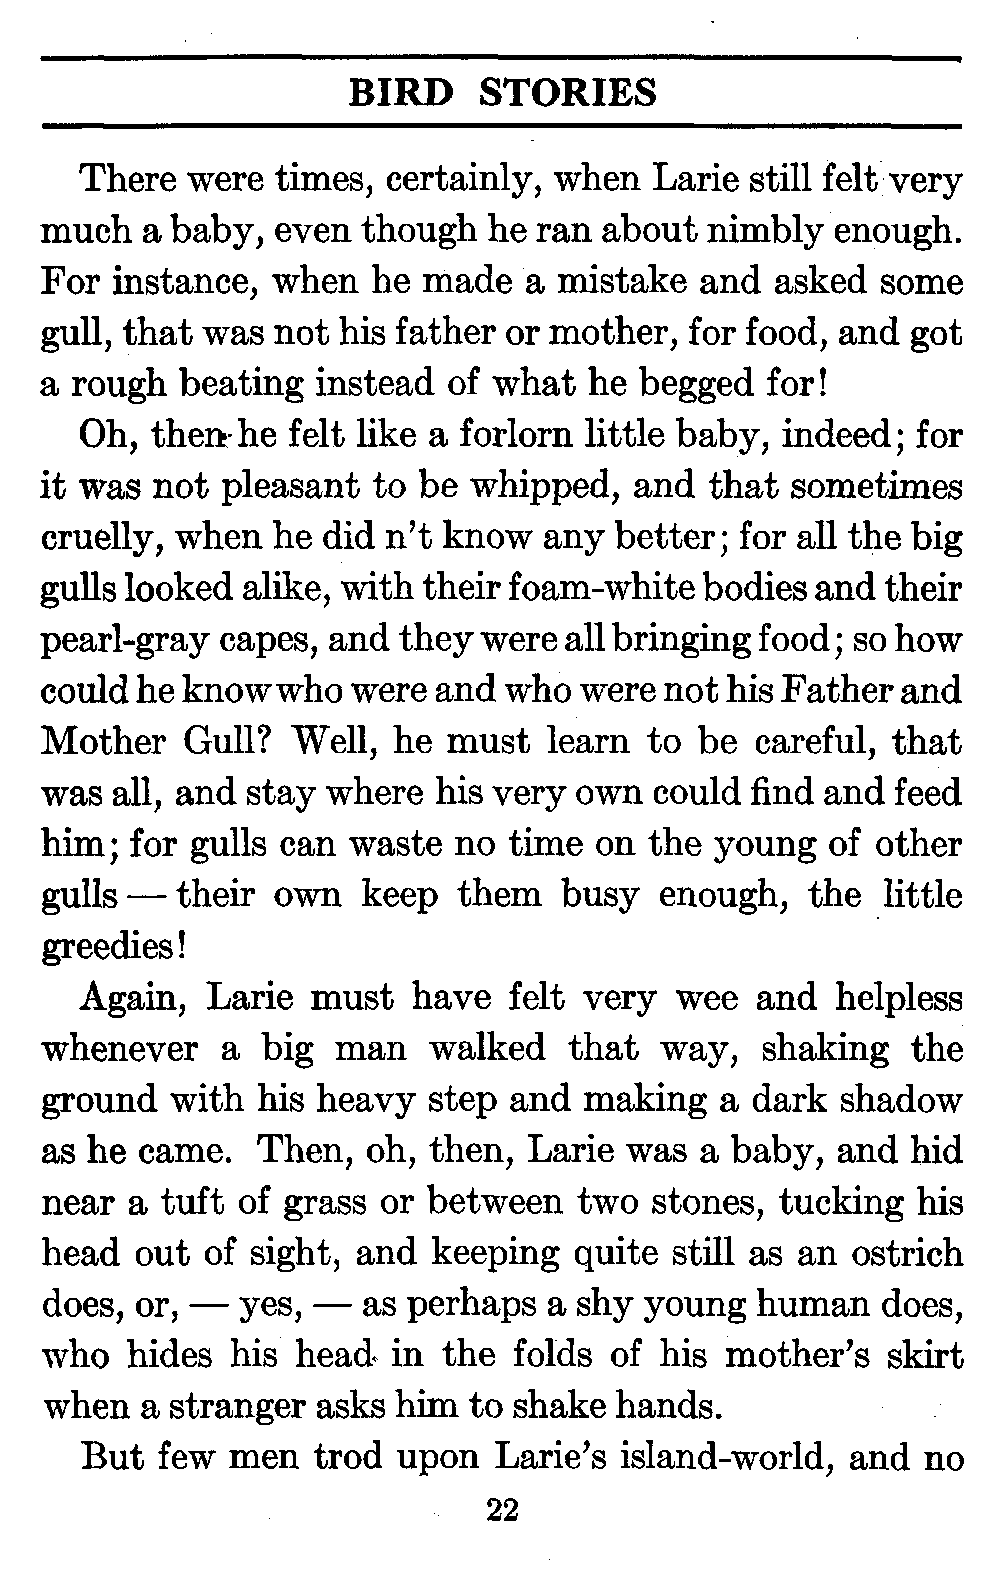 BIRD STORIES
There were times, certainly, when Larie still felt very
much a baby, even though he ran about nimbly enough.
For instance, when he made a mistake and asked some
gull, that was not his father or mother, for food, and got
a rough beating instead of what he begged for!
Oh, then he felt like a forlorn little baby, indeed; for
it was not pleasant to be whipped, and that sometimes
cruelly, when he did n't know any better; for all the big
gulls looked alike, with their foam-white bodies and their
pearl-gray capes, and they were all bringing food; so how
could he know who were and who were not his Father and
Mother Gull? Well, he must learn to be careful, that
was all, and stay where his very own could find and feed
him; for gulls can waste no time on the young of other
gulls — their own keep them busy enough, the little
greedies!
Again, Larie must have felt very wee and helpless
whenever a big man walked that way, shaking the
ground with his heavy step and making a dark shadow
as he came. Then, oh, then, Larie was a baby, and hid
near a tuft of grass or between two stones, tucking his
head out of sight, and keeping quite still as an ostrich
does, or, — yes, — as perhaps a shy young human does,
who hides his head in the folds of his mother's skirt
when a stranger asks him to shake hands.
But few men trod upon Larie's island-world, and no
22